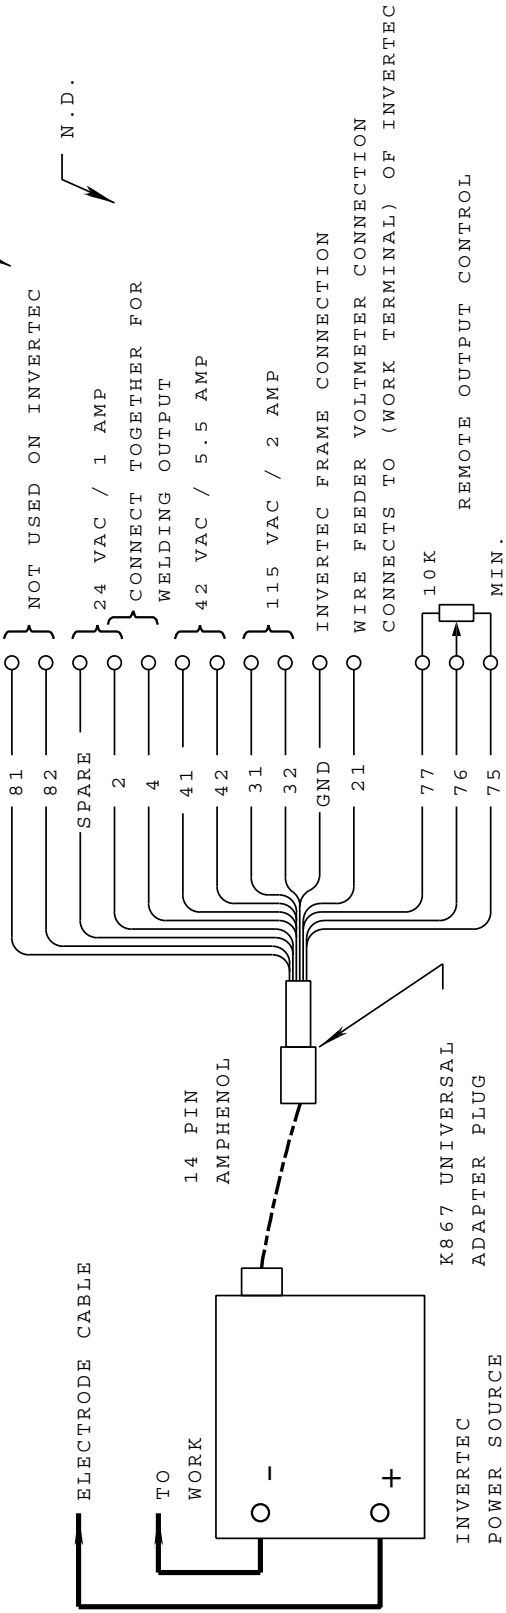 N.D.
81
82
SPARE
2
4
41
42
31
32
GND
21
77
76
75
NOT USED ON INVERTEC
24 VAC / 1 AMP
CONNECT TOGETHER FOR
WELDING OUTPUT
42 VAC / 5.5 AMP
115 VAC / 2 AMP
INVERTEC FRAME CONNECTION
WIRE FEEDER VOLTMETER CONNECTION
CONNECTS TO (WORK TERMINAL) OF INVERTEC
10K
REMOTE OUTPUT CONTROL
MIN.
14 PIN
AMPHENOL
K867 UNIVERSAL
ADAPTER PLUG
ELECTRODE CABLE
TO
WORK
-
+
INVERTEC
POWER SOURCE